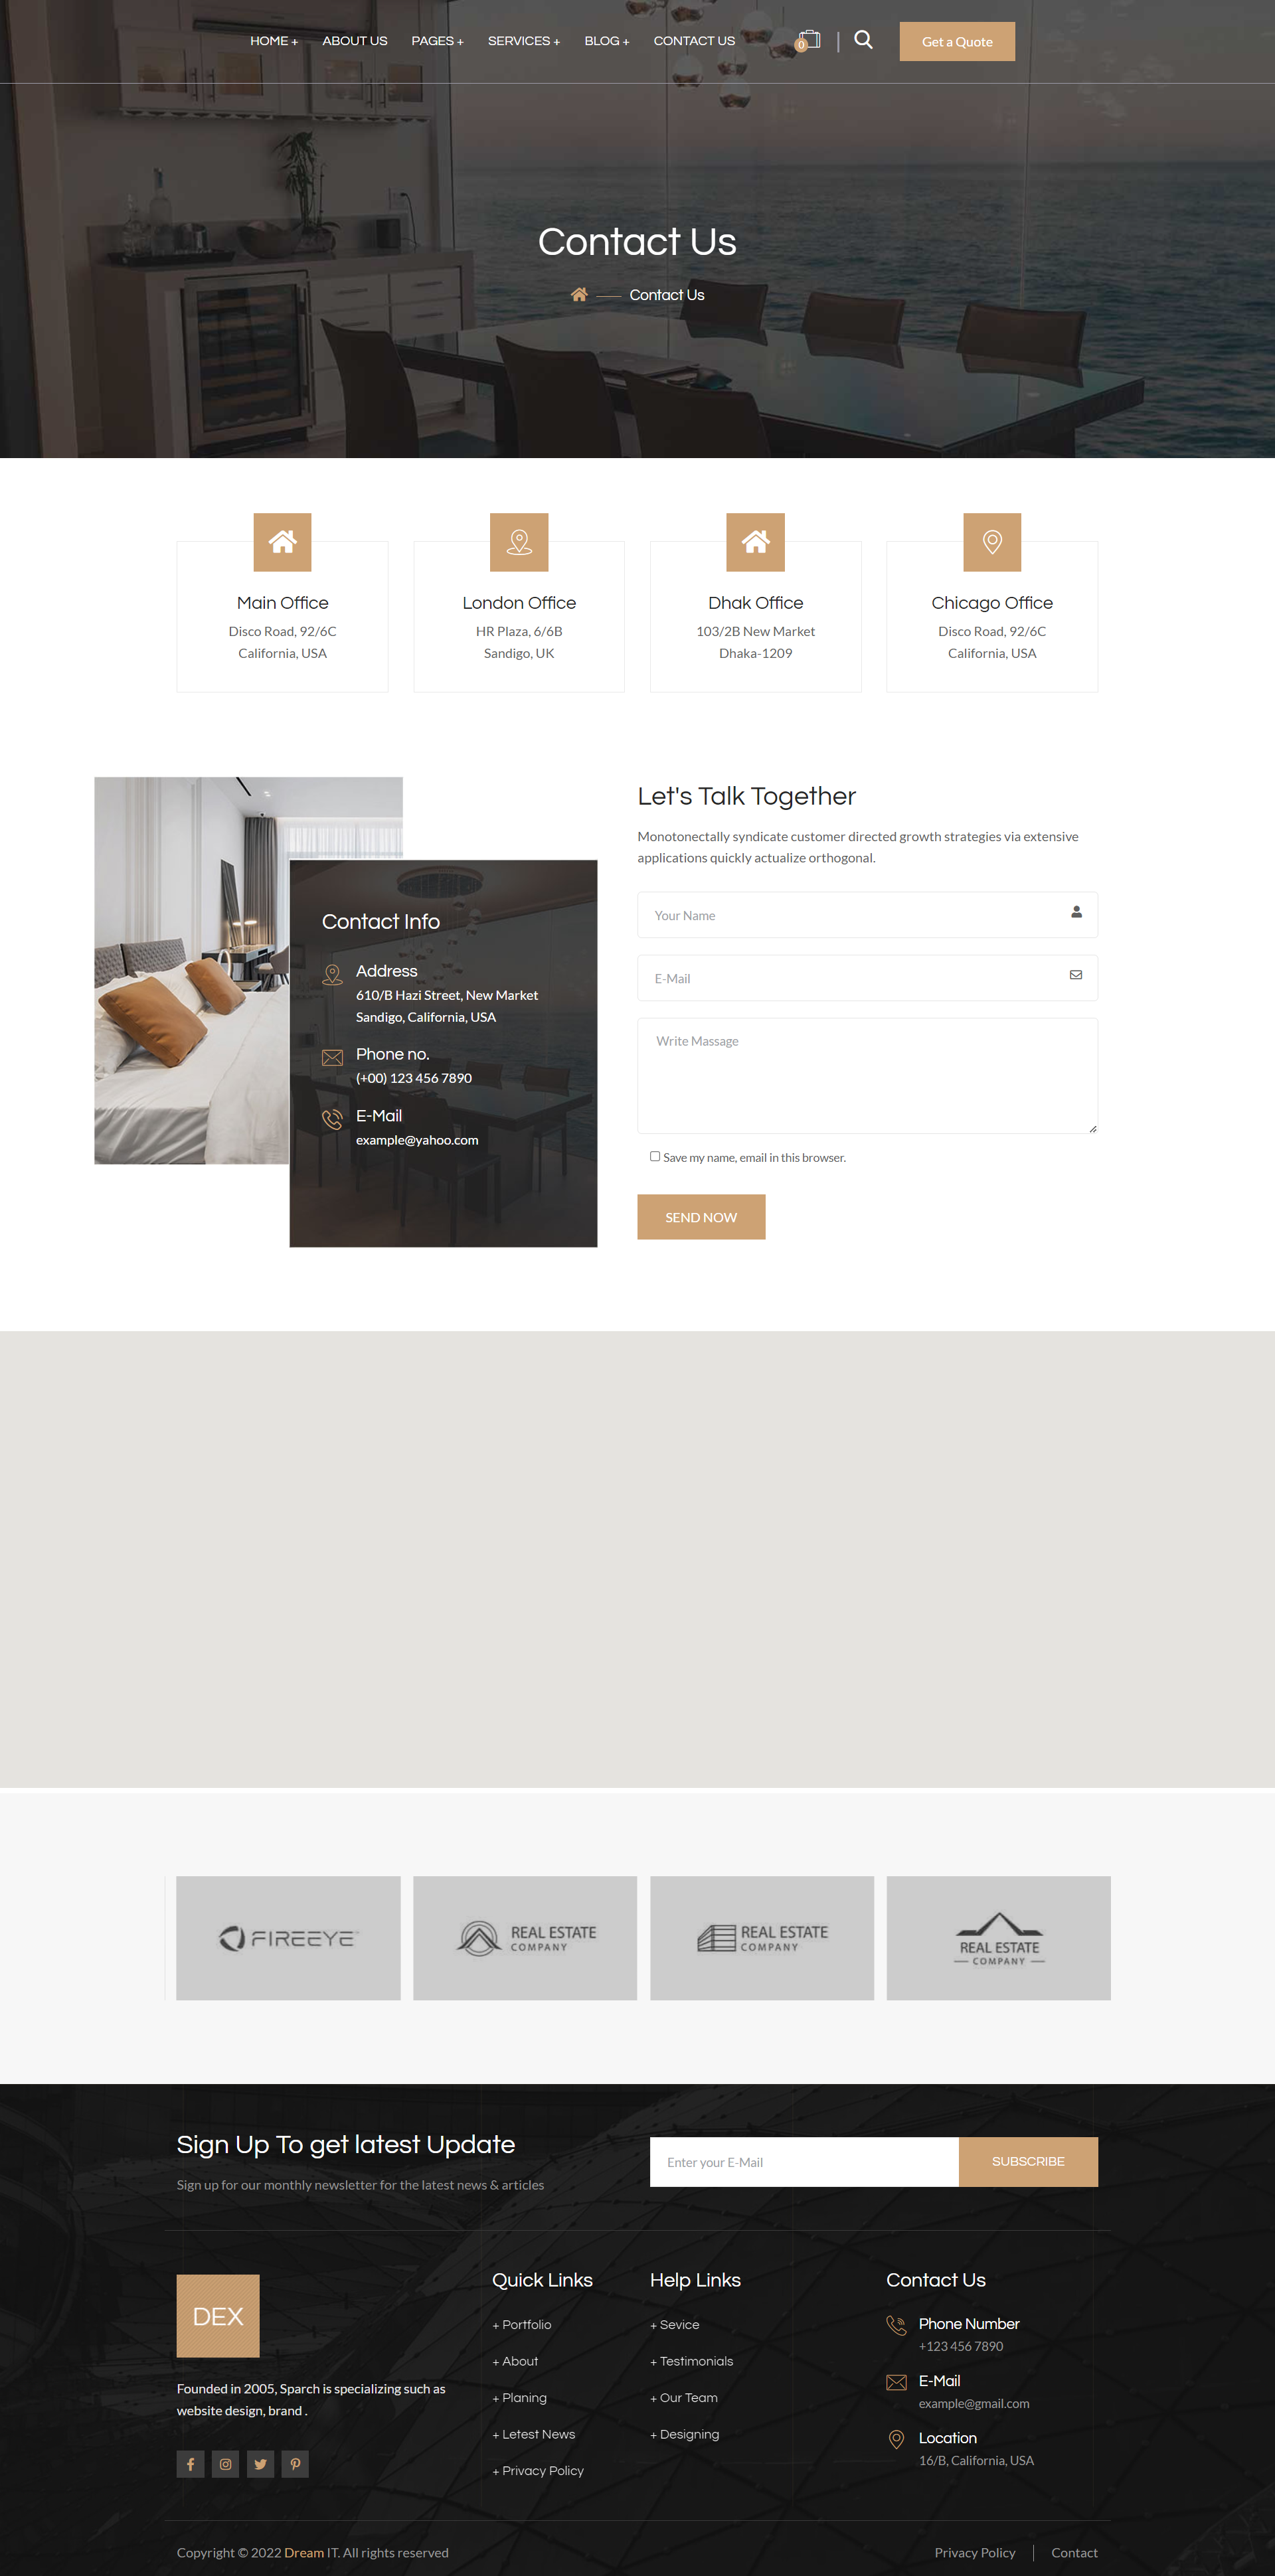 HOME + ABOUT US PAGES + SERVICES + BLOG + CONTACT US 0 Get a Quote
Contact Us
Contact Us
Main Office
Disco Road, 92/6C
California, USA
London Office
HR Plaza, 6/6B
Sandigo, UK
Dhak Office
103/2B New Market
Dhaka-1209
Chicago Office
Disco Road, 92/6C
California, USA
Contact Info
Address
610/B Hazi Street, New Market
Sandigo, California, USA
Phone no.
(+00) 123 456 7890
E-Mail
example@yahoo.com
Let's Talk Together
Monotonectally syndicate customer directed growth strategies via extensive
applications quickly actualize orthogonal.
Your Name
E-Mail
Write Massage
Save my name, email in this browser.
SEND NOW
FIREEYE
REAL ESTATE
COMPANY
REAL ESTATE
COMPANY
REAL ESTATE
COMPANY
Sign Up To get latest Update
Sign up for our monthly newsletter for the latest news & articles
Enter your E-Mail
SUBSCRIBE
DEX
Founded in 2005, Sparch is specializing such as
website design, brand .
Quick Links
+ Portfolio
+ About
+ Planing
+ Letest News
+ Privacy Policy
Help Links
+ Sevice
+ Testimonials
+ Our Team
+ Designing
Contact Us
Phone Number
+123 456 7890
E-Mail
example@gmail.com
Location
16/B, California, USA
Copyright © 2022 Dream IT. All rights reserved
Privacy Policy
Contact